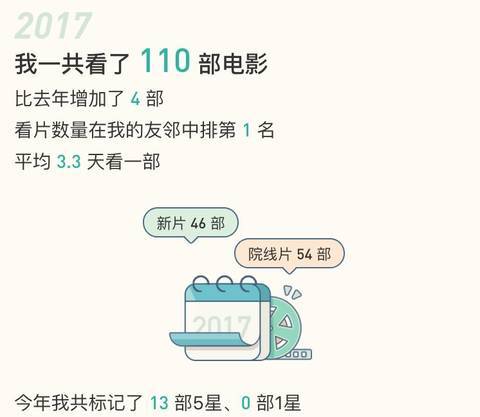 2017
我一共看了 110 部电影
比去年增加了 4 部
看片数量在我的友邻中排第 1 名
平均 3.3 天看一部
新片 46 部
院线片 54 部
2017
今年我共标记了 13 部5星、0 部1星